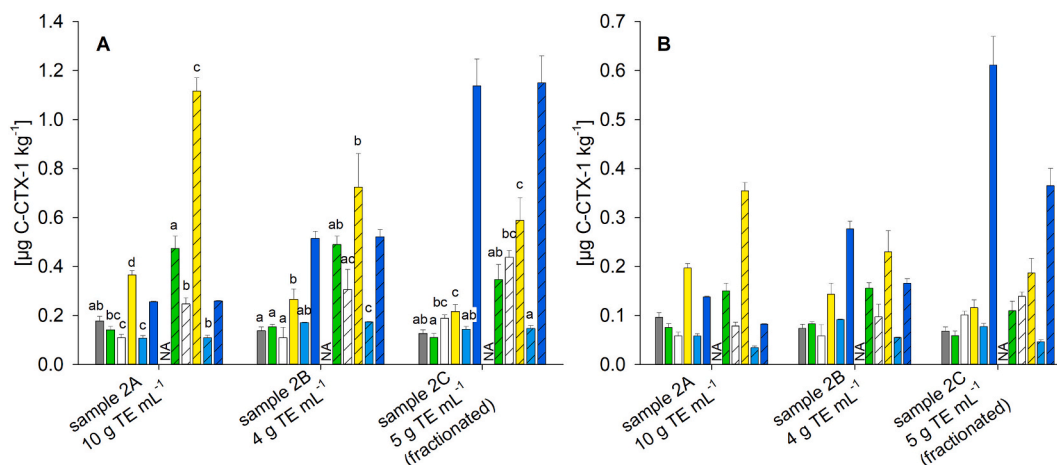 A
1.4
1.2
1.0
0.8
0.6
0.4
0.2
0.0
[µg C-CTX-1 kg⁻¹]
ab bc c d c NA a b c b
a a a b ab NA ab ac b c
ab a bc c ab NA ab bc c a
sample 2A
10 g TE mL⁻¹
sample 2B
4 g TE mL⁻¹
sample 2C
5 g TE mL⁻¹
(fractionated)
B
0.7
0.6
0.5
0.4
0.3
0.2
0.1
0.0
[µg C-CTX-1 kg⁻¹]
NA
NA
NA
sample 2A
10 g TE mL⁻¹
sample 2B
4 g TE mL⁻¹
sample 2C
5 g TE mL⁻¹
(fractionated)